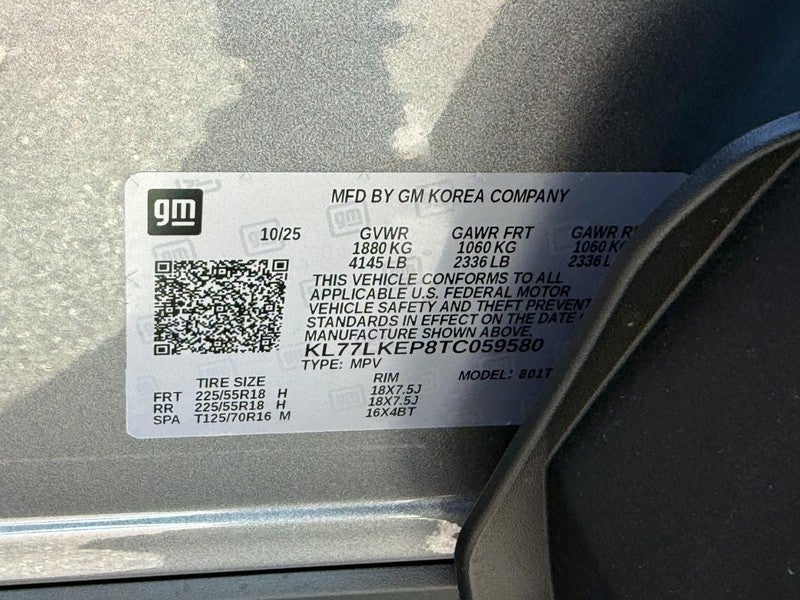 gm
MFD BY GM KOREA COMPANY
10/25 GVWR GAWR FRT GAWR
1880 KG 1060 KG 1060
4145 LB 2336 LB 2336
THIS VEHICLE CONFORMS TO ALL
APPLICABLE U.S. FEDERAL MOTOR
VEHICLE SAFETY AND THEFT
STANDARDS IN EFFECT ON THE DATE
MANUFACTURE SHOWN ABOVE.
KL77LKEP8TC059580
TYPE: MPV MODEL: 801T
TIRE SIZE RIM
FRT 225/55R18 H 18X7.5J
RR 225/55R18 H 18X7.5J
SPA T125/70R16 M 16X4BT